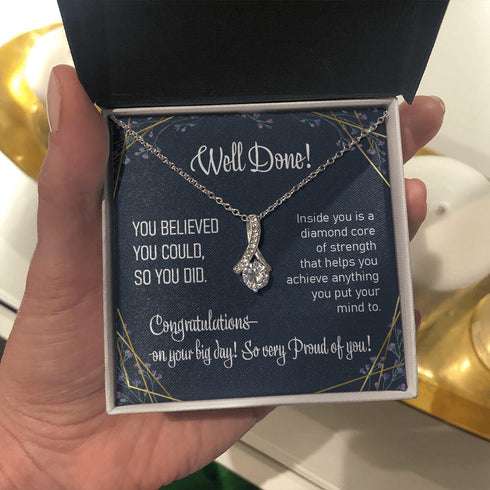 Well Done!
YOU BELIEVED
YOU COULD,
SO YOU DID.
Inside you is a
diamond core
of strength
that helps you
achieve anything
you put your
mind to.
Congratulations
on your big day! So very Proud of you!